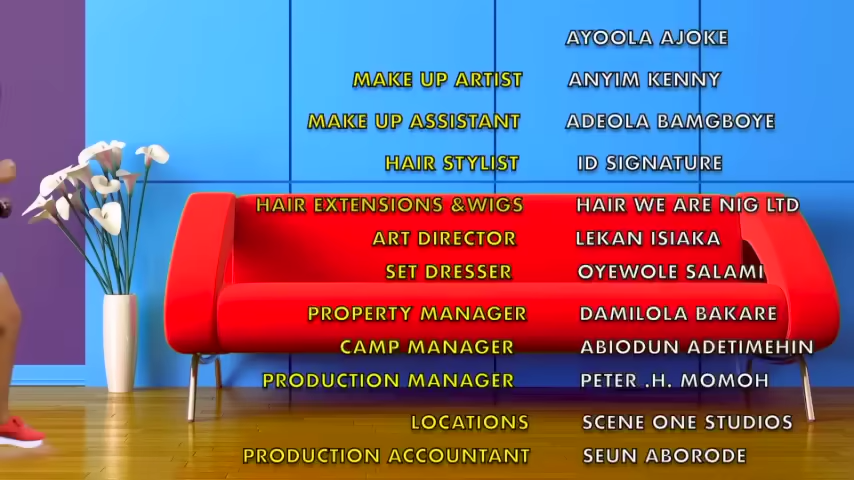 AYOOLA AJOKE
MAKE UP ARTIST ANYIM KENNY
MAKE UP ASSISTANT ADEOLA BAMGBOYE
HAIR STYLIST ID SIGNATURE
HAIR EXTENSIONS &WIGS HAIR WE ARE NIG LTD
ART DIRECTOR LEKAN ISIAKA
SET DRESSER OYEWOLE SALAMI
PROPERTY MANAGER DAMILOLA BAKARE
CAMP MANAGER ABIODUN ADETIMEHIN
PRODUCTION MANAGER PETER .H. MOMOH
LOCATIONS SCENE ONE STUDIOS
PRODUCTION ACCOUNTANT SEUN ABORODE